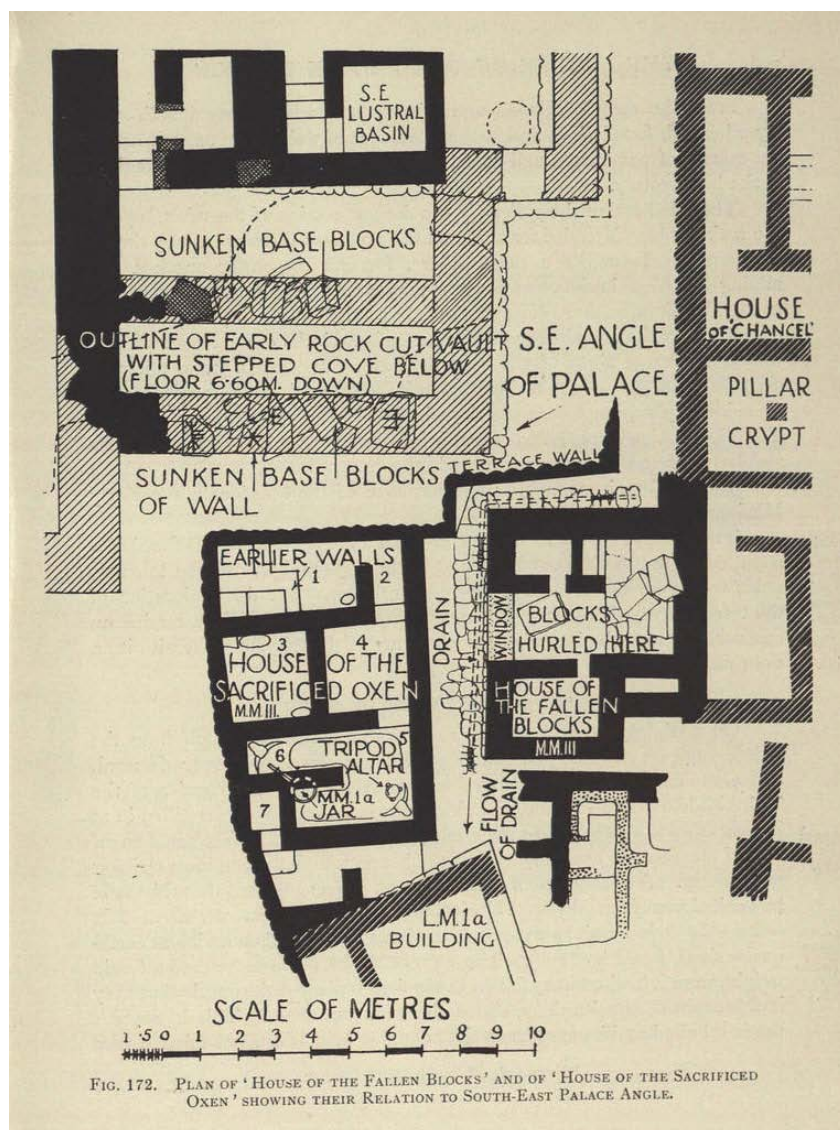 S.E.
LUSTRAL
BASIN
SUNKEN BASE BLOCKS
OUTLINE OF EARLY ROCK CUT VAULT
WITH STEPPED COVE BELOW
(FLOOR 6·60M. DOWN)
S.E. ANGLE
OF PALACE
HOUSE
OF 'CHANCEL'
PILLAR
CRYPT
SUNKEN BASE BLOCKS
OF WALL
TERRACE WALL
EARLIER WALLS
1
2
3
4
HOUSE OF THE
SACRIFICED OXEN
M.M.III.
5
6
TRIPOD
ALTAR
7
MM.1a
JAR
DRAIN
WINDOW
BLOCKS
HURLED HERE
HOUSE OF
THE FALLEN
BLOCKS
M.M.III
FLOW
OF DRAIN
L.M.1a
BUILDING
SCALE OF METRES
1 ·5 0 1 2 3 4 5 6 7 8 9 10
FIG. 172. PLAN OF 'HOUSE OF THE FALLEN BLOCKS' AND OF 'HOUSE OF THE SACRIFICED
OXEN' SHOWING THEIR RELATION TO SOUTH-EAST PALACE ANGLE.